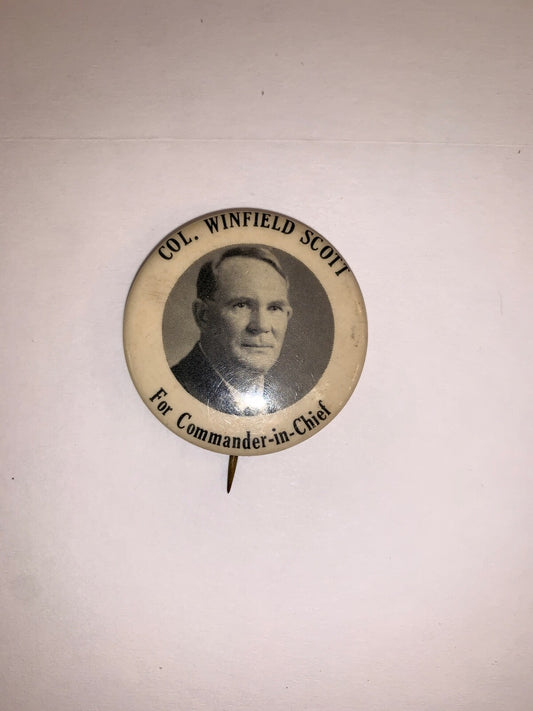 COL. WINFIELD SCOTT
For Commander-in-Chief